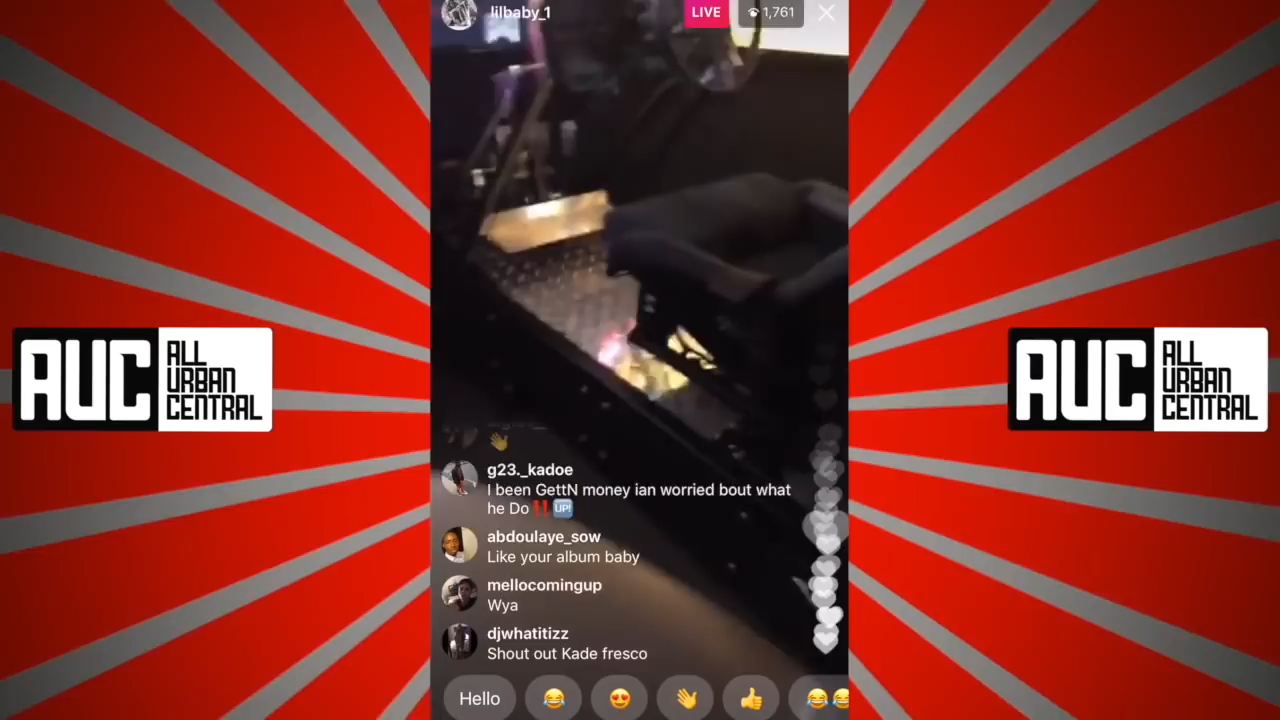 lilbaby_1
LIVE
1,761
AUC
ALL
URBAN
CENTRAL
AUC
ALL
URBAN
CENTRAL
👋
g23._kadoe
I been GettN money ian worried bout what
he Do‼️🆙
abdoulaye_sow
Like your album baby
mellocomingup
Wya
djwhatitizz
Shout out Kade fresco
Hello 😂 😍 👋 👍 😂😂